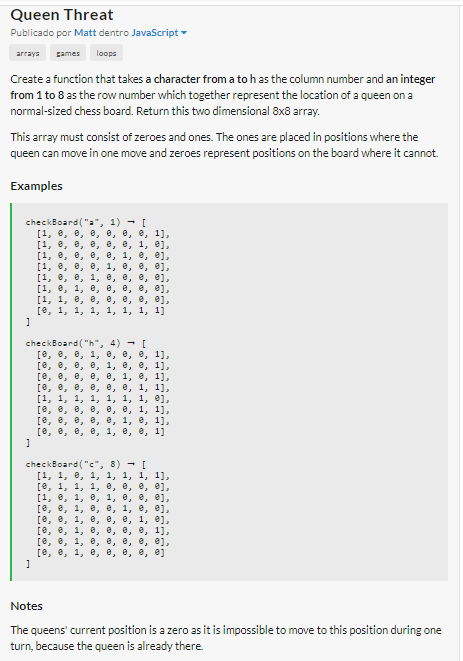 Queen Threat
Publicado por Matt dentro JavaScript
arrays games loops
Create a function that takes a character from a to h as the column number and an integer
from 1 to 8 as the row number which together represent the location of a queen on a
normal-sized chess board. Return this two dimensional 8x8 array.
This array must consist of zeroes and ones. The ones are placed in positions where the
queen can move in one move and zeroes represent positions on the board where it cannot.
Examples
checkBoard("a", 1) → [
[1, 0, 0, 0, 0, 0, 0, 1],
[1, 0, 0, 0, 0, 0, 1, 0],
[1, 0, 0, 0, 0, 1, 0, 0],
[1, 0, 0, 0, 1, 0, 0, 0],
[1, 0, 0, 1, 0, 0, 0, 0],
[1, 0, 1, 0, 0, 0, 0, 0],
[1, 1, 0, 0, 0, 0, 0, 0],
[0, 1, 1, 1, 1, 1, 1, 1]
]
checkBoard("h", 4) → [
[0, 0, 0, 1, 0, 0, 0, 1],
[0, 0, 0, 0, 1, 0, 0, 1],
[0, 0, 0, 0, 0, 1, 0, 1],
[0, 0, 0, 0, 0, 0, 1, 1],
[1, 1, 1, 1, 1, 1, 1, 0],
[0, 0, 0, 0, 0, 0, 1, 1],
[0, 0, 0, 0, 0, 1, 0, 1],
[0, 0, 0, 0, 1, 0, 0, 1]
]
checkBoard("c", 8) → [
[1, 1, 0, 1, 1, 1, 1, 1],
[0, 1, 1, 1, 0, 0, 0, 0],
[1, 0, 1, 0, 1, 0, 0, 0],
[0, 0, 1, 0, 0, 1, 0, 0],
[0, 0, 1, 0, 0, 0, 1, 0],
[0, 0, 1, 0, 0, 0, 0, 1],
[0, 0, 1, 0, 0, 0, 0, 0],
[0, 0, 1, 0, 0, 0, 0, 0]
]
Notes
The queens' current position is a zero as it is impossible to move to this position during one
turn, because the queen is already there.